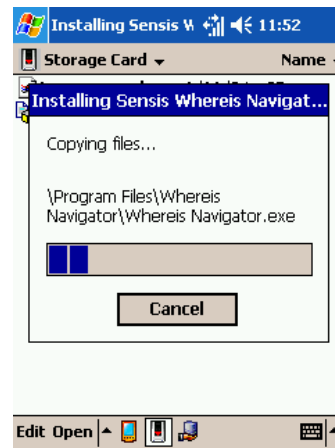 Installing Sensis W 11:52
Storage Card Name
Installing Sensis Whereis Navigat...
Copying files...
\Program Files\Whereis
Navigator\Whereis Navigator.exe
Cancel
Edit Open